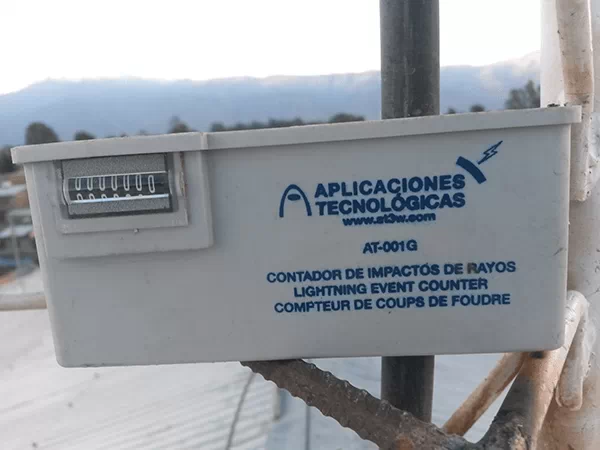 APLICACIONES
TECNOLÓGICAS
www.at3w.com
AT-001G
CONTADOR DE IMPACTOS DE RAYOS
LIGHTNING EVENT COUNTER
COMPTEUR DE COUPS DE FOUDRE